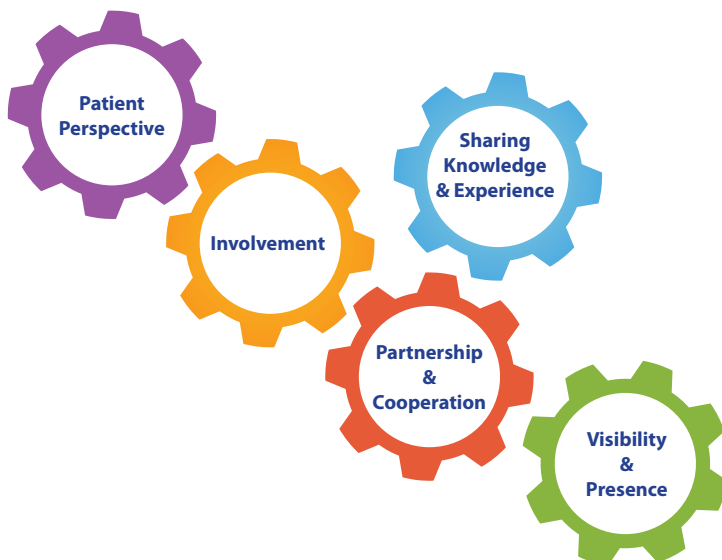 Patient
Perspective
Sharing
Knowledge
& Experience
Involvement
Partnership
&
Cooperation
Visibility
&
Presence